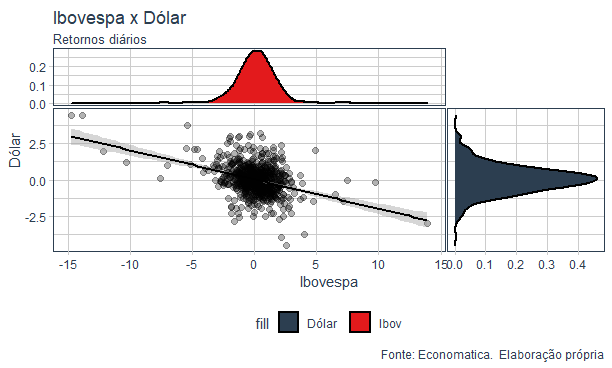 Ibovespa x Dólar
Retornos diários
0.2
0.1
0.0
Dólar
2.5
0.0
-2.5
-15 -10 -5 0 5 10 15
0.0 0.1 0.2 0.3 0.4
Ibovespa
fill Dólar Ibov
Fonte: Economatica. Elaboração própria